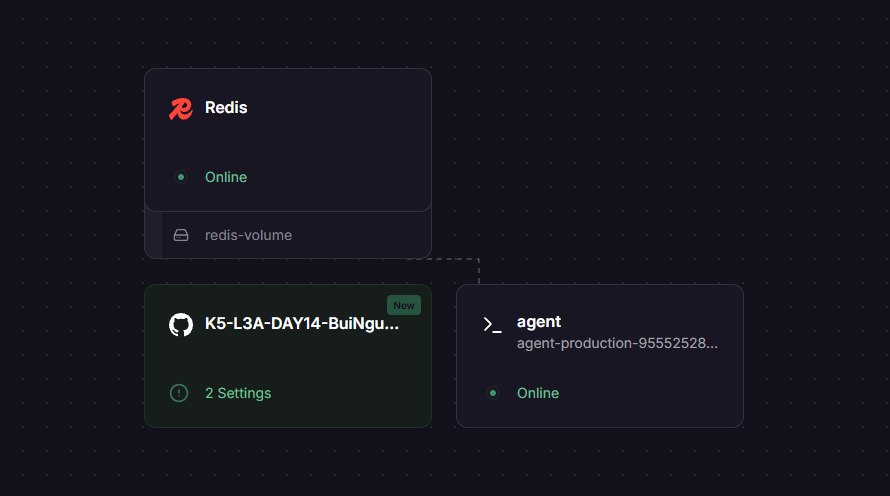 Redis
Online
redis-volume
New
K5-L3A-DAY14-BuiNgu...
2 Settings
agent
agent-production-95552528...
Online